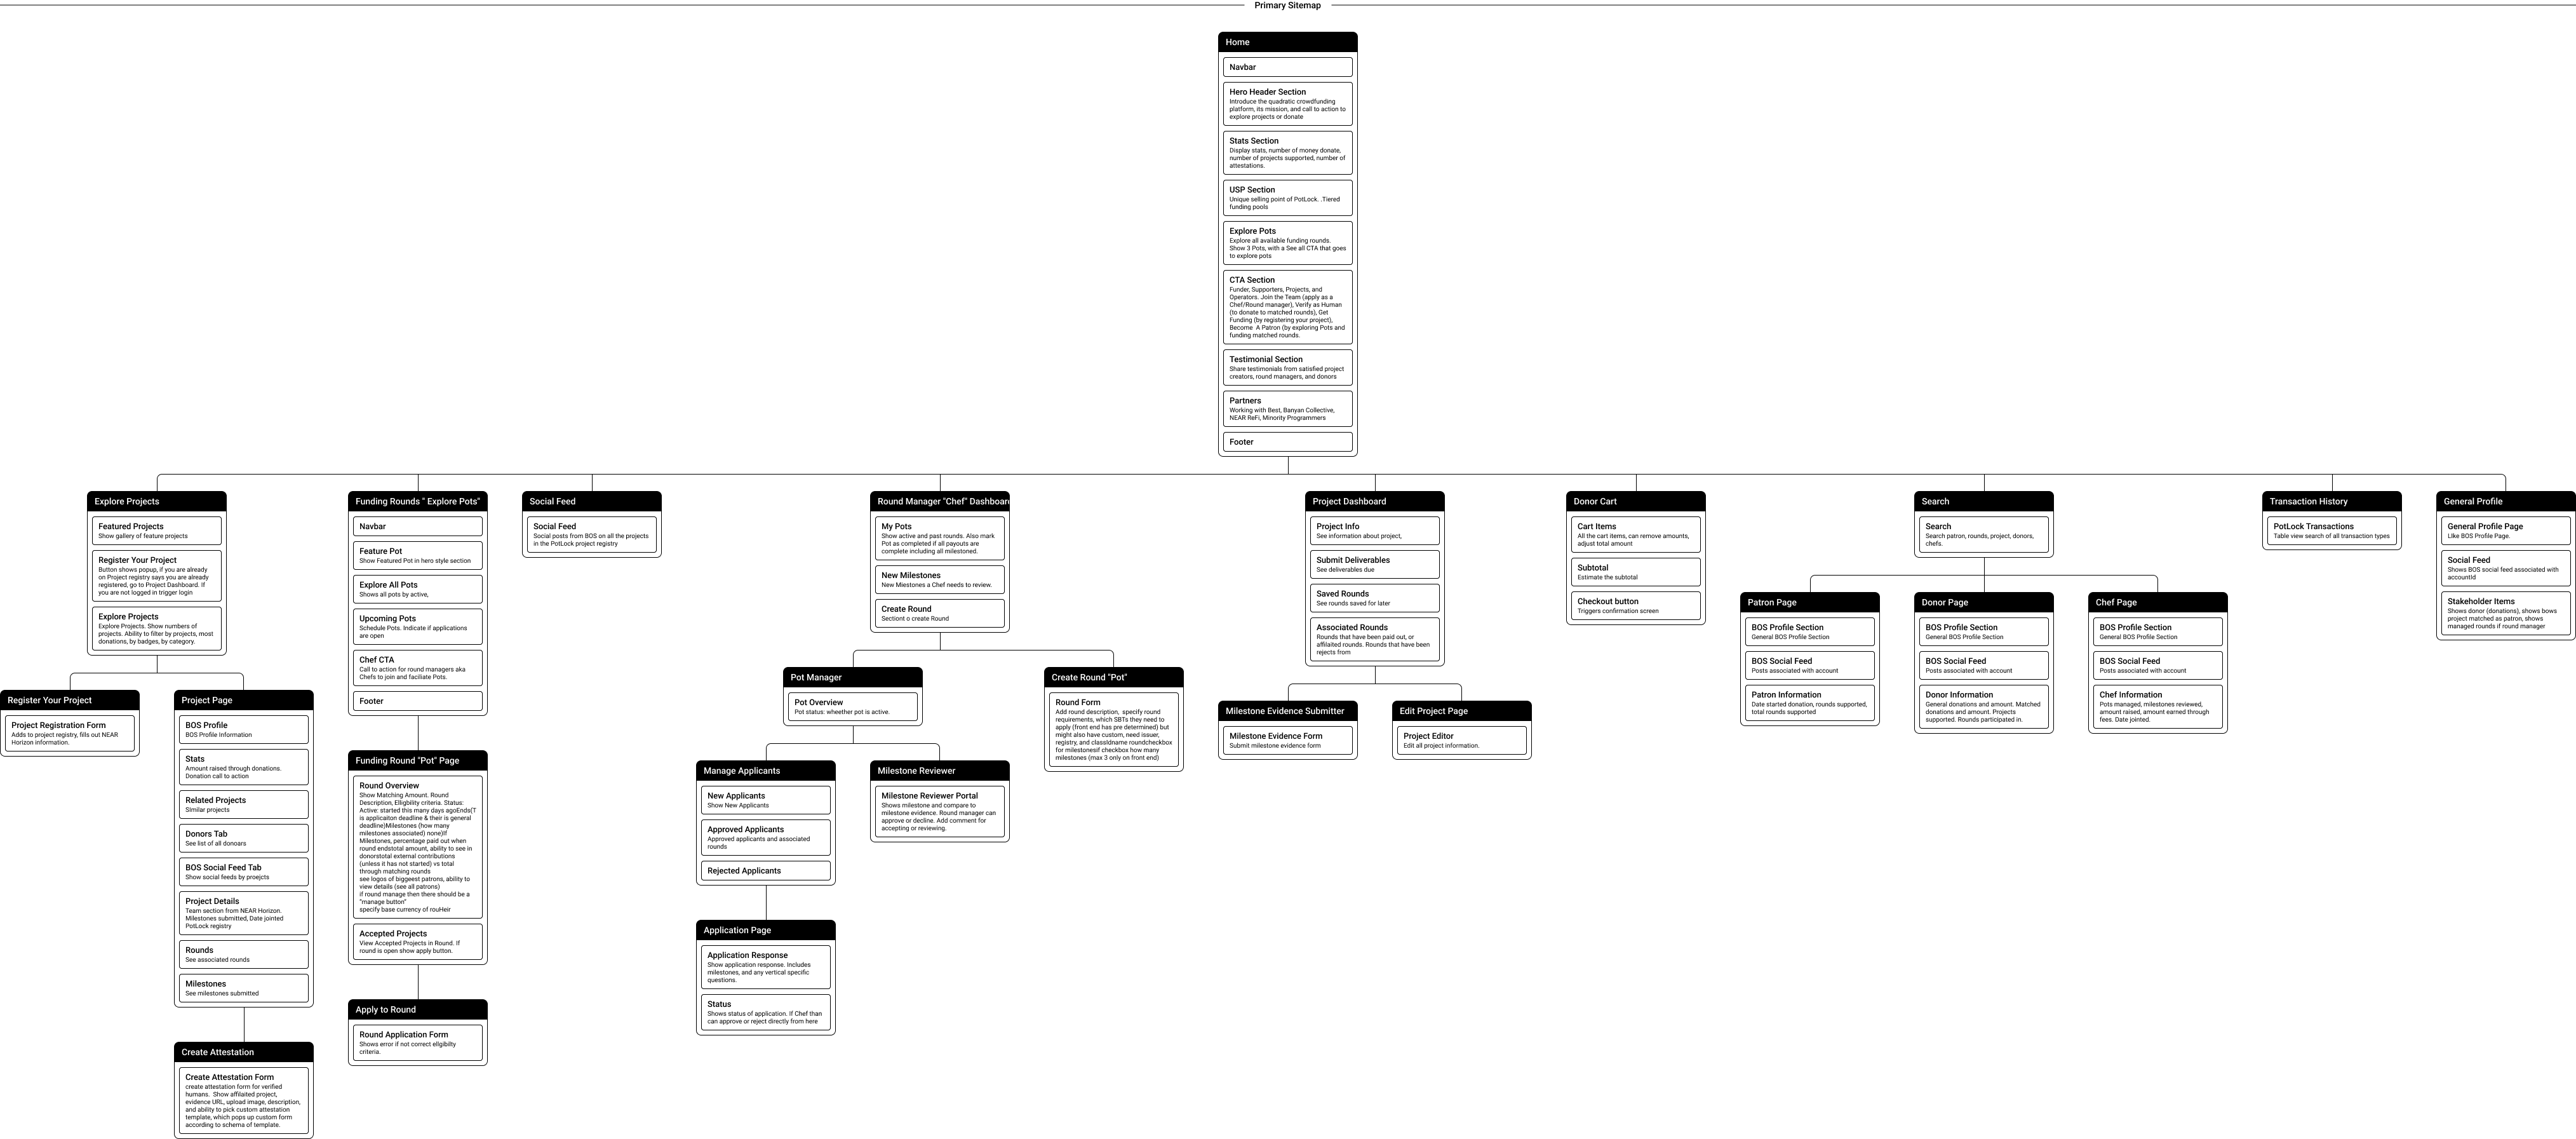 Primary Sitemap
Home
Navbar
Hero Header Section
Introduce the quadratic crowdfunding
platform, its mission, and call to action to
explore projects or donate
Stats Section
Display stats, number of money donate,
number of projects supported, number of
attestations.
USP Section
Unique selling point of PotLock. .Tiered
funding pools
Explore Pots
Explore all available funding rounds.
Show 3 Pots, with a See all CTA that goes
to explore pots
CTA Section
Funder, Supporters, Projects, and
Operators. Join the Team (apply as a
Chef/Round manager), Verify as Human
(to donate to matched rounds), Get
Funding (by registering your project),
Become A Patron (by exploring Pots and
funding matched rounds.
Testimonial Section
Share testimonials from satisfied project
creators, round managers, and donors
Partners
Working with Best, Banyan Collective,
NEAR ReFi, Minority Programmers
Footer
Explore Projects
Featured Projects
Show gallery of feature projects
Register Your Project
Button shows popup, if you are already
on Project registry says you are already
registered, go to Project Dashboard. If
you are not logged in trigger login
Explore Projects
Explore Projects. Show numbers of
projects. Ability to filter by projects, most
donations, by badges, by category.
Register Your Project
Project Registration Form
Adds to project registry, fills out NEAR
Horizon information.
Project Page
BOS Profile
BOS Profile Information
Stats
Amount raised through donations.
Donation call to action
Related Projects
SImilar projects
Donors Tab
See list of all donoars
BOS Social Feed Tab
Show social feeds by proejcts
Project Details
Team section from NEAR Horizon.
Milestones submitted, Date jointed
PotLock registry
Rounds
See associated rounds
Milestones
See milestones submitted
Create Attestation
Create Attestation Form
create attestation form for verified
humans. Show affilaited project,
evidence URL, upload image, description,
and ability to pick custom attestation
template, which pops up custom form
according to schema of template.
Funding Rounds " Explore Pots"
Navbar
Feature Pot
Show Featured Pot in hero style section
Explore All Pots
Shows all pots by active,
Upcoming Pots
Schedule Pots. Indicate if applications
are open
Chef CTA
Call to action for round managers aka
Chefs to join and faciliate Pots.
Footer
Funding Round "Pot" Page
Round Overview
Show Matching Amount. Round
Description, Elligbility criteria. Status:
Active: started this many days agoEnds(T
is applicaiton deadline & their is general
deadline)Milestones (how many
milestones associated) none)If
Milestones, percentage paid out when
round endstotal amount, ability to see in
donorstotal external contributions
(unless it has not started) vs total
through matching rounds
see logos of biggeest patrons, ability to
view details (see all patrons)
if round manage then there should be a
"manage button"
specify base currency of rouHeir
Accepted Projects
View Accepted Projects in Round. If
round is open show apply button.
Apply to Round
Round Application Form
Shows error if not correct ellgibilty
criteria.
Social Feed
Social Feed
Social posts from BOS on all the projects
in the PotLock project registry
Round Manager "Chef" Dashboar
My Pots
Show active and past rounds. Also mark
Pot as completed if all payouts are
complete including all milestoned.
New Milestones
New Miestones a Chef needs to review.
Create Round
Sectiont o create Round
Pot Manager
Pot Overview
Pot status: wheether pot is active.
Manage Applicants
New Applicants
Show New Applicants
Approved Applicants
Approved applicants and associated
rounds
Rejected Applicants
Application Page
Application Response
Show application response. Includes
milestones, and any vertical specific
questions.
Status
Shows status of application. If Chef than
can approve or reject directly from here
Milestone Reviewer
Milestone Reviewer Portal
Shows milestone and compare to
milestone evidence. Round manager can
approve or decline. Add comment for
accepting or reviewing.
Create Round "Pot"
Round Form
Add round description, specify round
requirements, which SBTs they need to
apply (front end has pre determined) but
might also have custom, need issuer,
registry, and classIdname roundcheckbox
for milestonesif checkbox how many
milestones (max 3 only on front end)
Project Dashboard
Project Info
See information about project,
Submit Deliverables
See deliverables due
Saved Rounds
See rounds saved for later
Associated Rounds
Rounds that have been paid out, or
affilaited rounds. Rounds that have been
rejects from
Milestone Evidence Submitter
Milestone Evidence Form
Submit milestone evidence form
Edit Project Page
Project Editor
Edit all project information.
Donor Cart
Cart Items
All the cart items, can remove amounts,
adjust total amount
Subtotal
Estimate the subtotal
Checkout button
Triggers confirmation screen
Search
Search
Search patron, rounds, project, donors,
chefs.
Patron Page
BOS Profile Section
General BOS Profile Section
BOS Social Feed
Posts associated with account
Patron Information
Date started donation, rounds supported,
total rounds supported
Donor Page
BOS Profile Section
General BOS Profile Section
BOS Social Feed
Posts associated with account
Donor Information
General donations and amount. Matched
donations and amount. Projects
supported. Rounds participated in.
Chef Page
BOS Profile Section
General BOS Profile Section
BOS Social Feed
Posts associated with account
Chef Information
Pots managed, milestones reviewed,
amount raised, amount earned through
fees. Date jointed.
Transaction History
PotLock Transactions
Table view search of all transaction types
General Profile
General Profile Page
LIke BOS Profile Page.
Social Feed
Shows BOS social feed associated with
accountId
Stakeholder Items
Shows donor (donations), shows bows
project matched as patron, shows
managed rounds if round manager